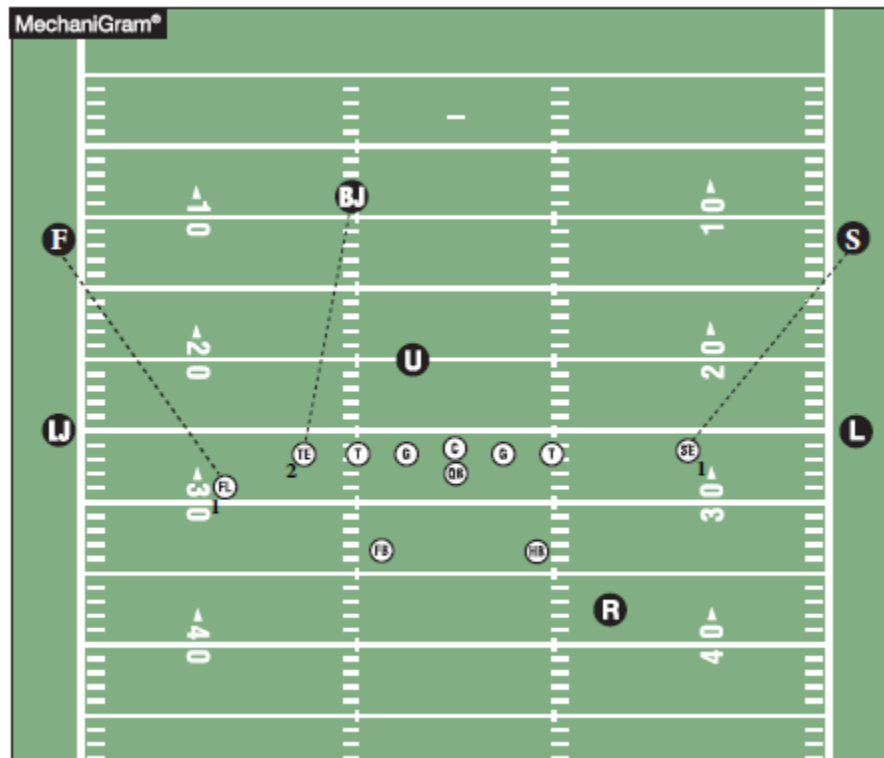 MechaniGram®
BJ
◄10
10►
F
S
◄20
20►
U
LJ
L
TE
T
G
C
G
T
SE
2
QB
1
◄30
FL
30►
1
FB
HB
R
◄40
40►